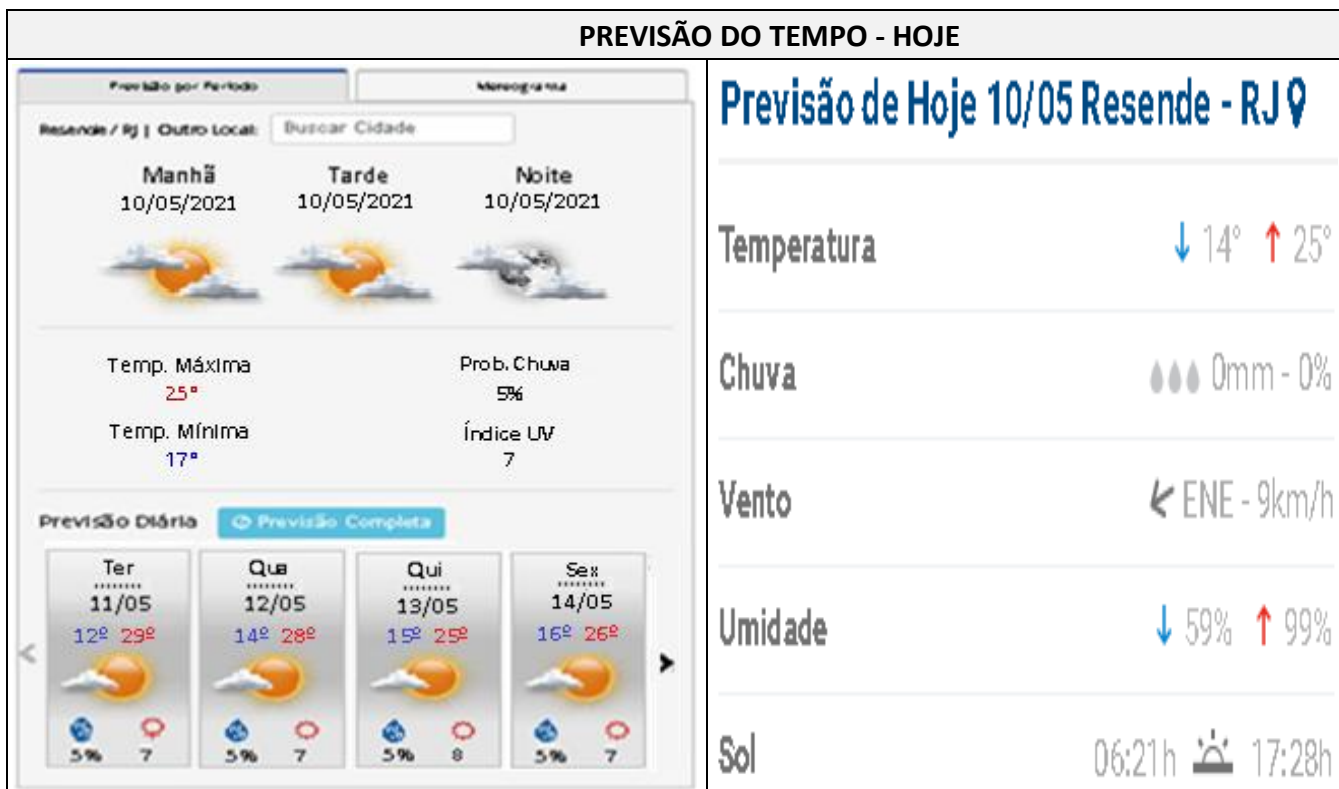 PREVISÃO DO TEMPO - HOJE
Previsão por Período
Meteograma
Resende / RJ | Outro Local: Buscar Cidade
Manhã Tarde Noite
10/05/2021 10/05/2021 10/05/2021
Temp. Máxima Prob. Chuva
25° 5%
Temp. Mínima Índice UV
17° 7
Previsão Diária Previsão Completa
Ter Qua Qui Sex
11/05 12/05 13/05 14/05
12º 29º 14º 28º 15º 25º 16º 26º
5% 7 5% 7 5% 8 5% 7
Previsão de Hoje 10/05 Resende - RJ
Temperatura 14° 25°
Chuva 0mm - 0%
Vento ENE - 9km/h
Umidade 59% 99%
Sol 06:21h 17:28h